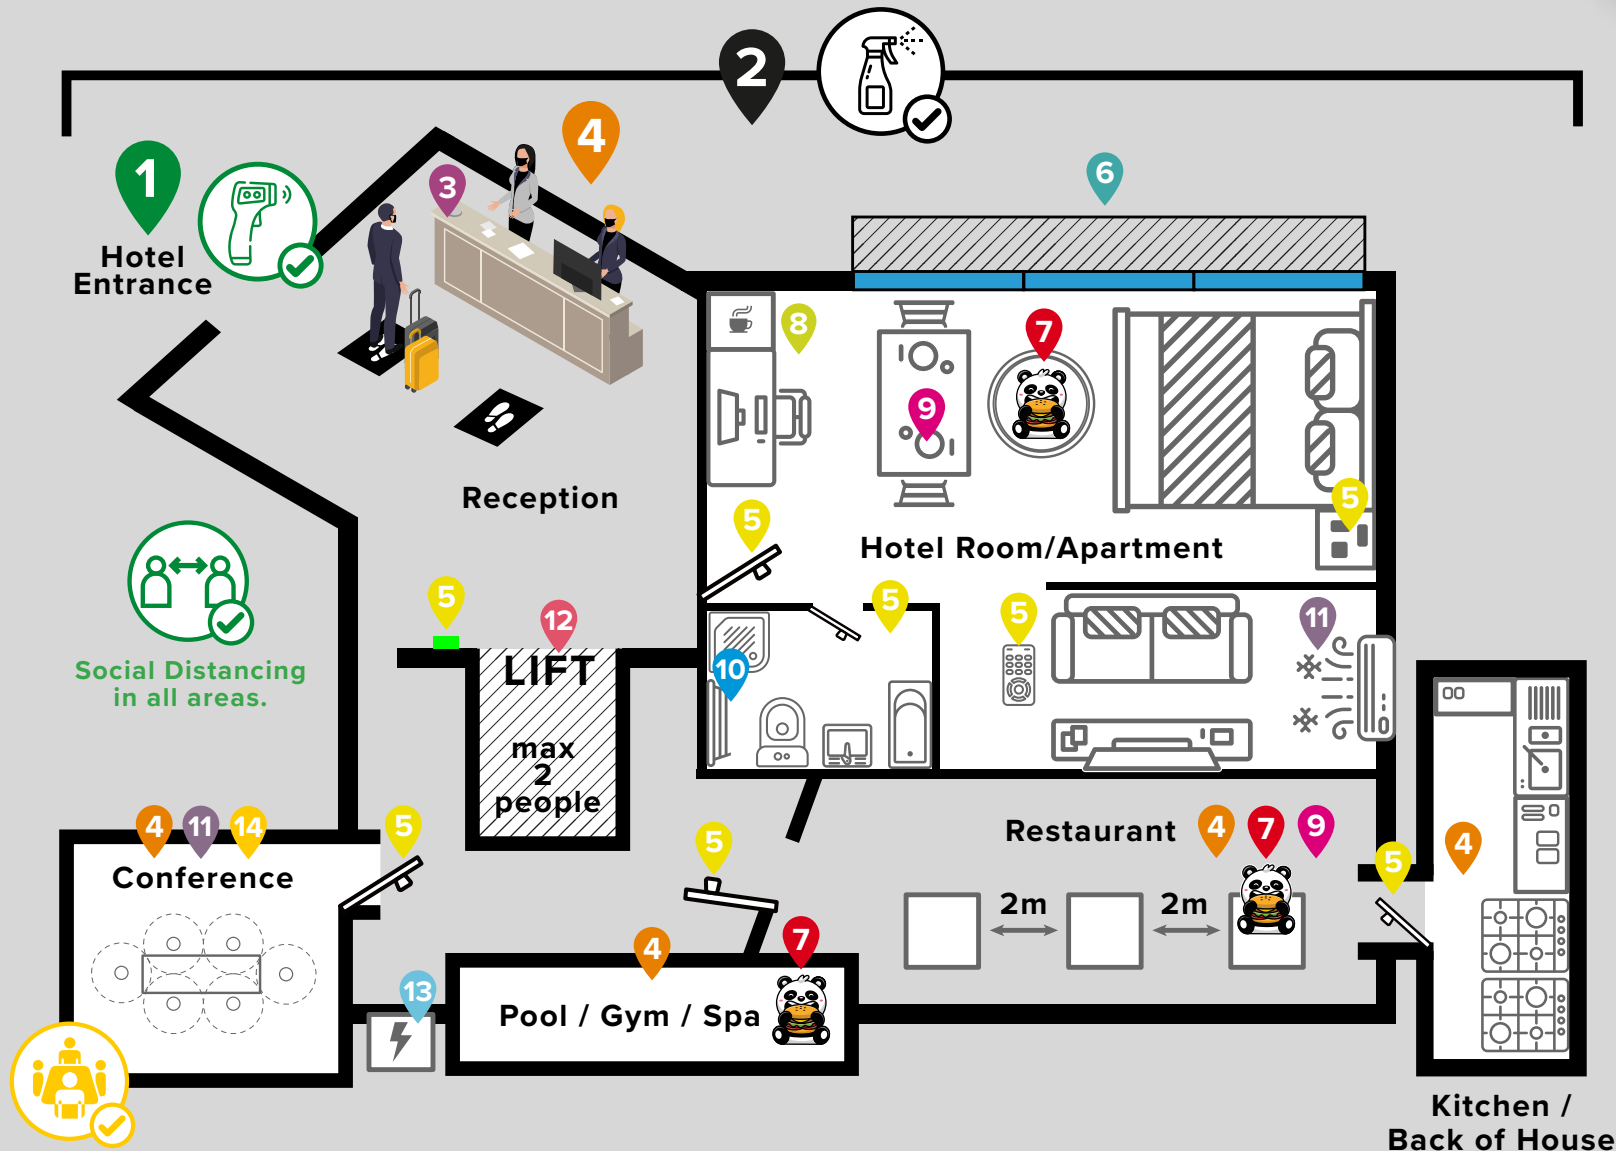 2
1
Hotel
Entrance
3
4
6
8
7
9
5
Reception
5
Hotel Room/Apartment
5
12
5
5
11
Social Distancing
in all areas.
LIFT
10
max
2
people
4
11
14
5
5
Restaurant
4
7
9
5
4
Conference
2m
2m
4
7
13
Pool / Gym / Spa
Kitchen /
Back of House